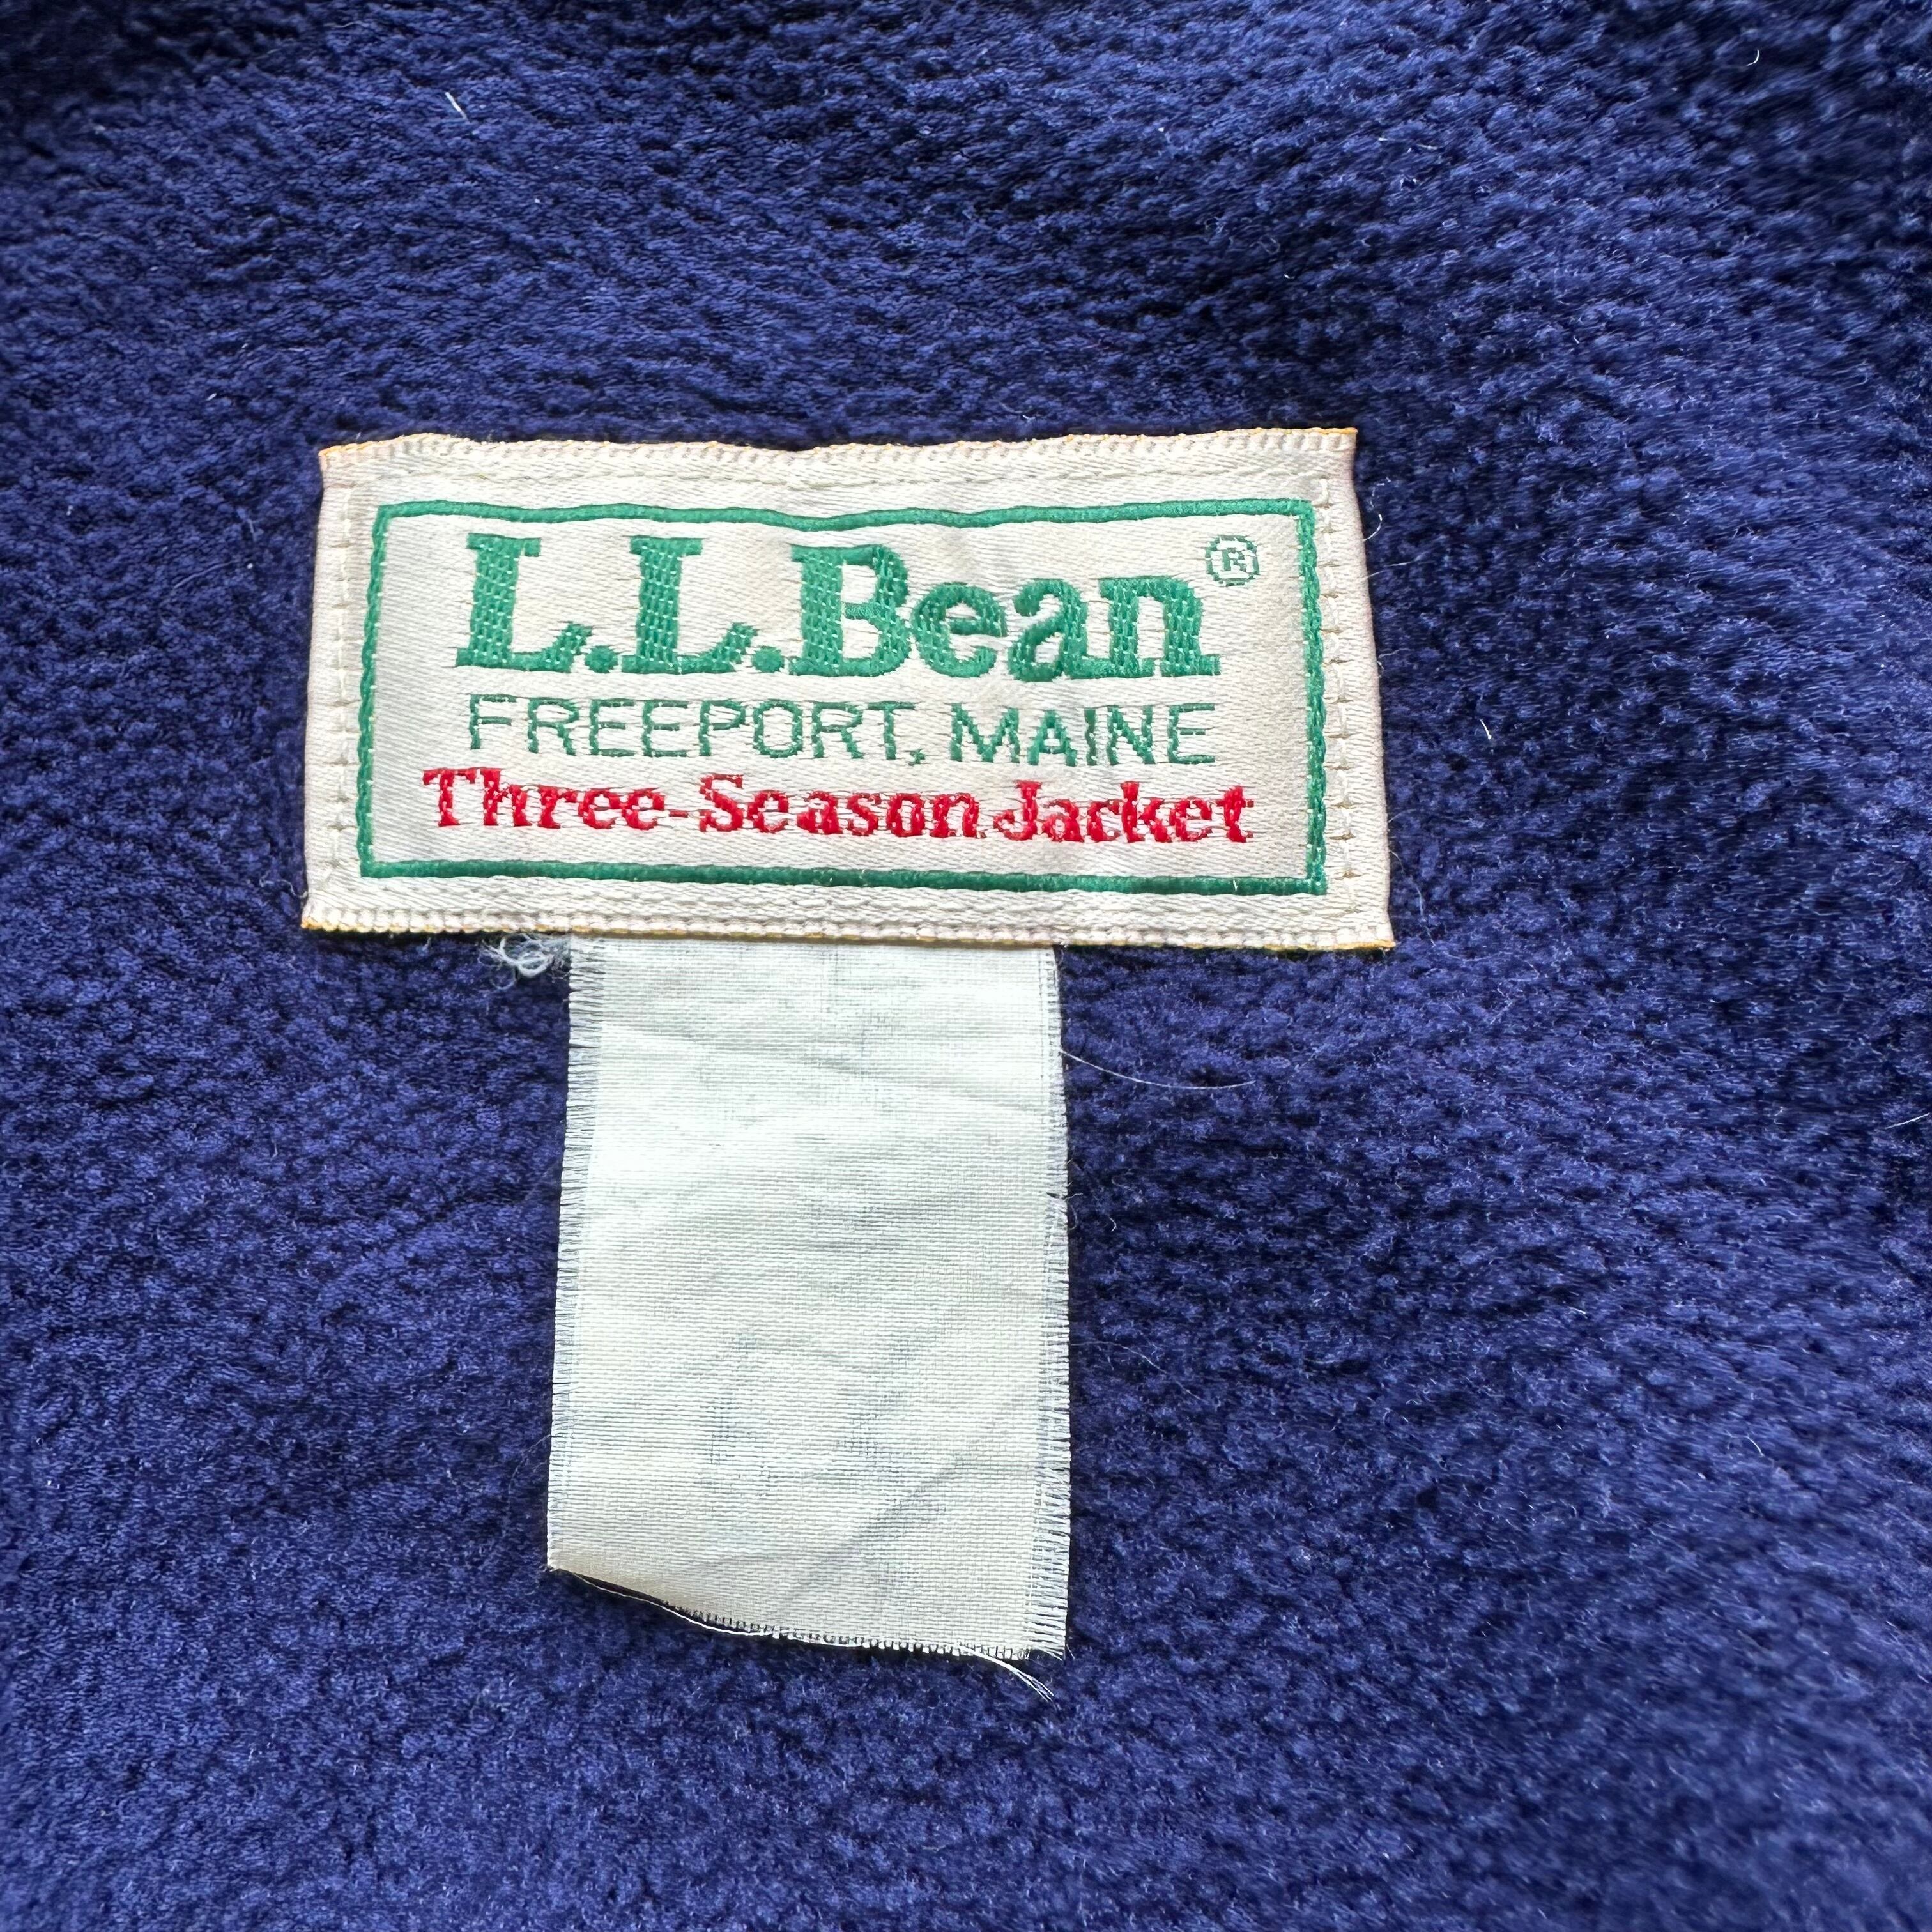 L.L.Bean®
FREEPORT, MAINE
Three-Season Jacket